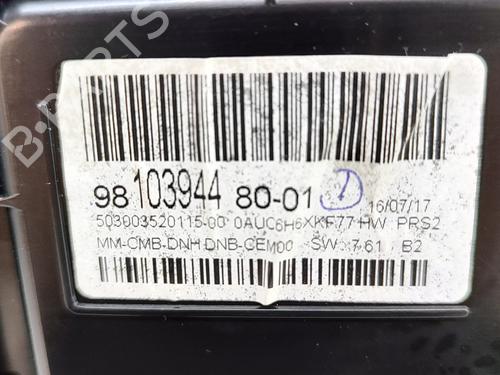 B-PARTS
98 103944 80-01 D 16/07/17
503003520115-00 0AUC6H6XKF77 HW PRS2
MM-CMB-DNH DNB-CEM00 SW :7.61 B2